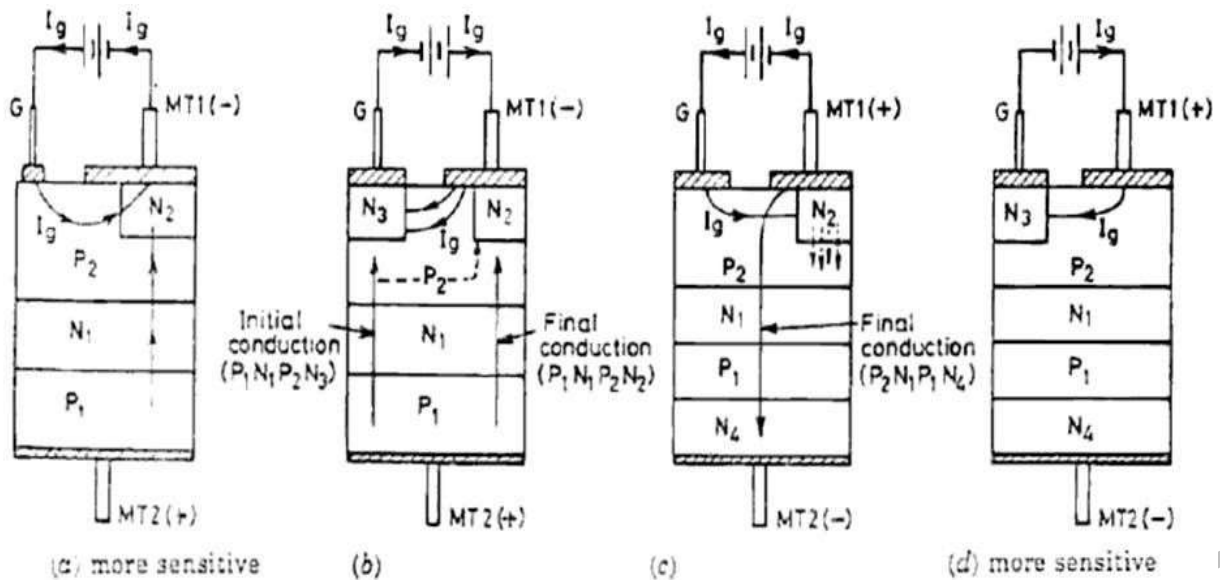 Ig Ig
G
MT1(-)
N2
Ig
P2
N1
P1
MT2(+)
(a) more sensitive
Ig Ig
G
MT1(-)
N3
N2
Ig
P2
Initial
conduction
(P1N1P2N3)
N1
Final
conduction
(P1N1P2N2)
P1
MT2(+)
(b)
Ig Ig
G
MT1(+)
N2
Ig
P2
N1
Final
conduction
(P2N1P1N4)
P1
N4
MT2(-)
(c)
Ig
G
MT1(+)
N3
Ig
P2
N1
P1
N4
MT2(-)
(d) more sensitive